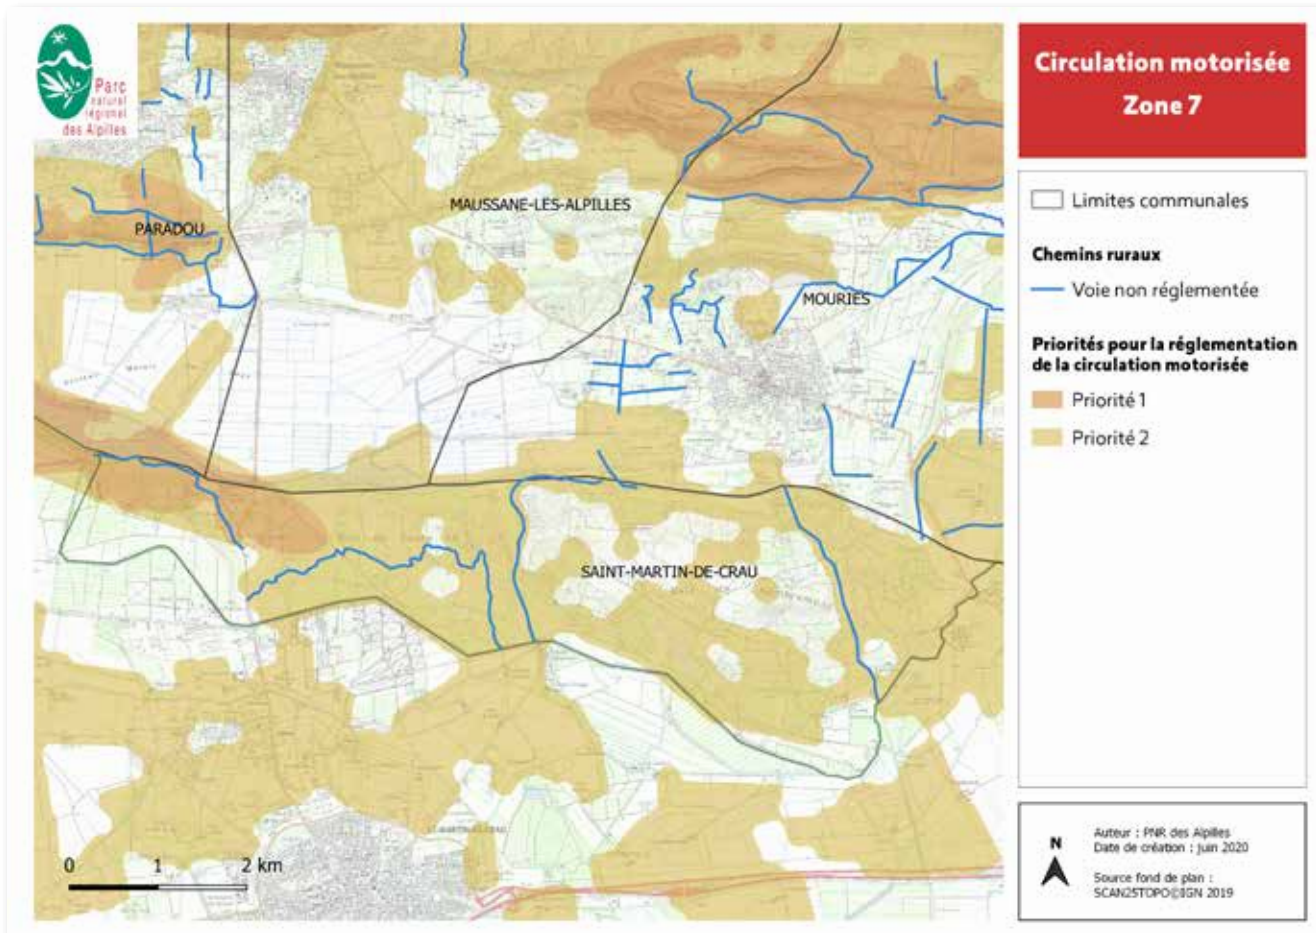 Parc
naturel
régional
des Alpilles
Circulation motorisée
Zone 7
Limites communales
Chemins ruraux
Voie non réglementée
Priorités pour la réglementation
de la circulation motorisée
Priorité 1
Priorité 2
MAUSSANE-LES-ALPILLES
PARADOU
MOURIES
SAINT-MARTIN-DE-CRAU
0 1 2 km
N
Auteur : PNR des Alpilles
Date de création : juin 2020
Source fond de plan :
SCAN25TOPO©IGN 2019